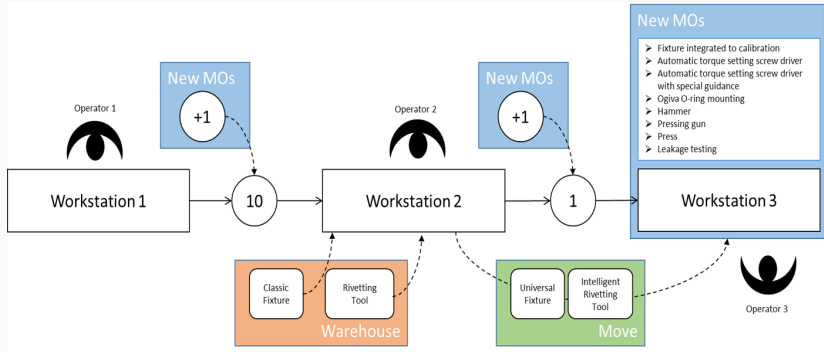 New MOs
Fixture integrated to calibration
Automatic torque setting screw driver
Automatic torque setting screw driver
with special guidance
Ogiva O-ring mounting
Hammer
Pressing gun
Press
Leakage testing
New MOs
+1
New MOs
+1
Operator 1
Operator 2
Workstation 1
10
Workstation 2
1
Workstation 3
Classic
Fixture
Rivetting
Tool
Warehouse
Universal
Fixture
Intelligent
Rivetting
Tool
Move
Operator 3